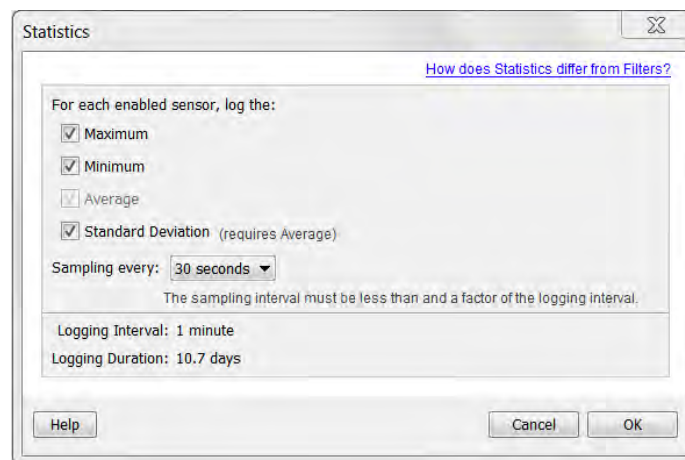 Statistics
How does Statistics differ from Filters?
For each enabled sensor, log the:
Maximum
Minimum
Average
Standard Deviation (requires Average)
Sampling every: 30 seconds
The sampling interval must be less than and a factor of the logging interval.
Logging Interval: 1 minute
Logging Duration: 10.7 days
Help Cancel OK